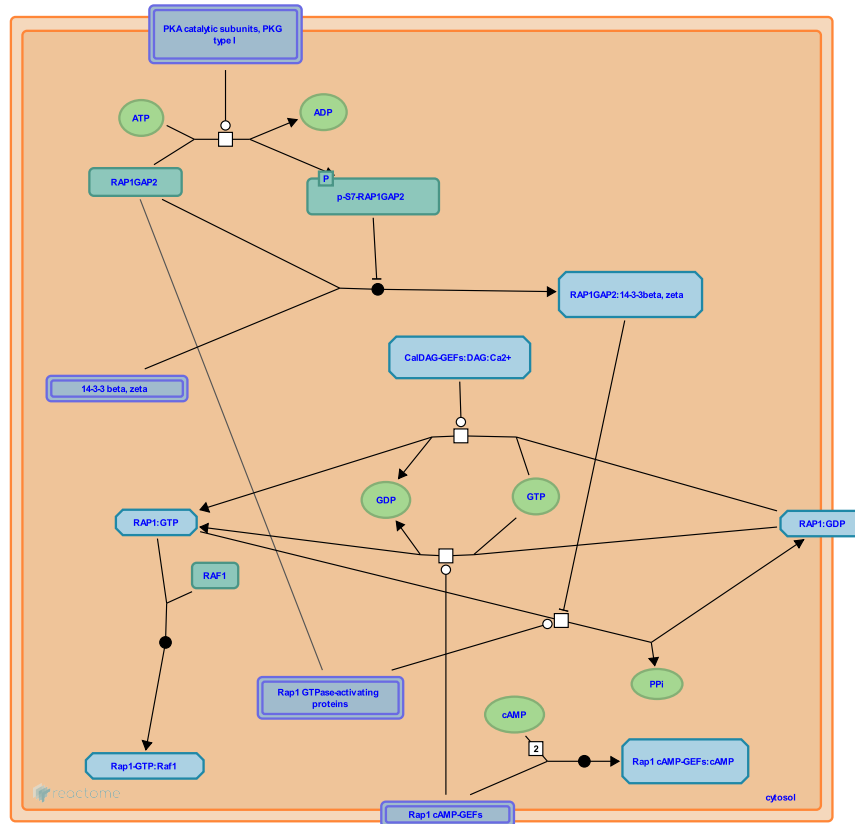 PKA catalytic subunits, PKG
type I
ATP
ADP
RAP1GAP2
P
p-S7-RAP1GAP2
RAP1GAP2:14-3-3beta, zeta
CalDAG-GEFs:DAG:Ca2+
14-3-3 beta, zeta
GDP
GTP
RAP1:GTP
RAP1:GDP
RAF1
Rap1 GTPase-activating
proteins
PPi
cAMP
2
Rap1-GTP:Raf1
Rap1 cAMP-GEFs:cAMP
reactome
cytosol
Rap1 cAMP-GEFs